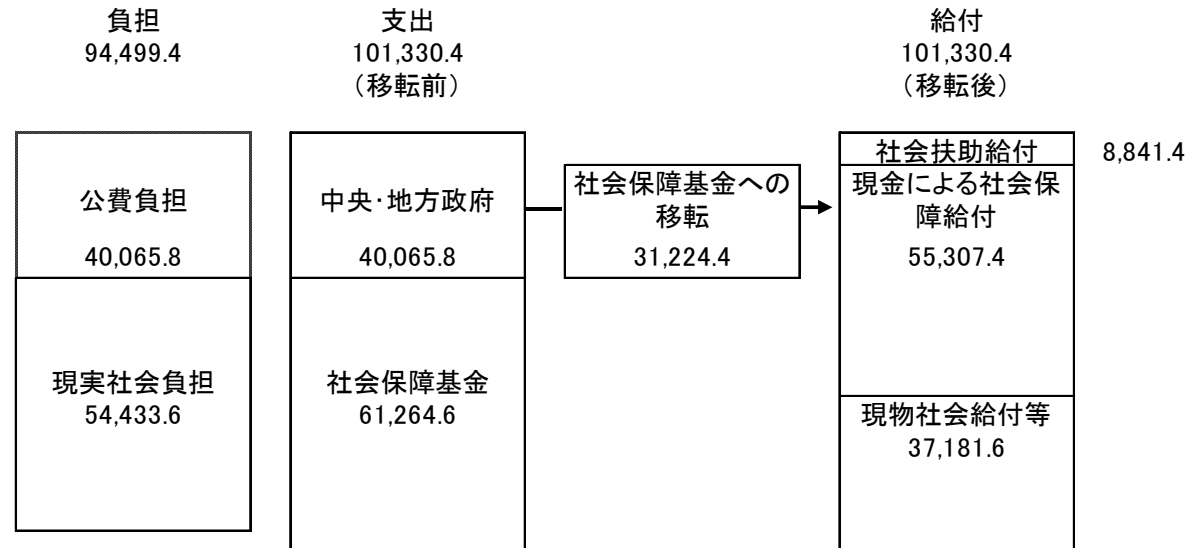 負担
94,499.4
支出
101,330.4
（移転前）
給付
101,330.4
（移転後）
公費負担
40,065.8
現実社会負担
54,433.6
中央・地方政府
40,065.8
社会保障基金
61,264.6
社会保障基金への
移転
31,224.4
社会扶助給付
8,841.4
現金による社会保
障給付
55,307.4
現物社会給付等
37,181.6